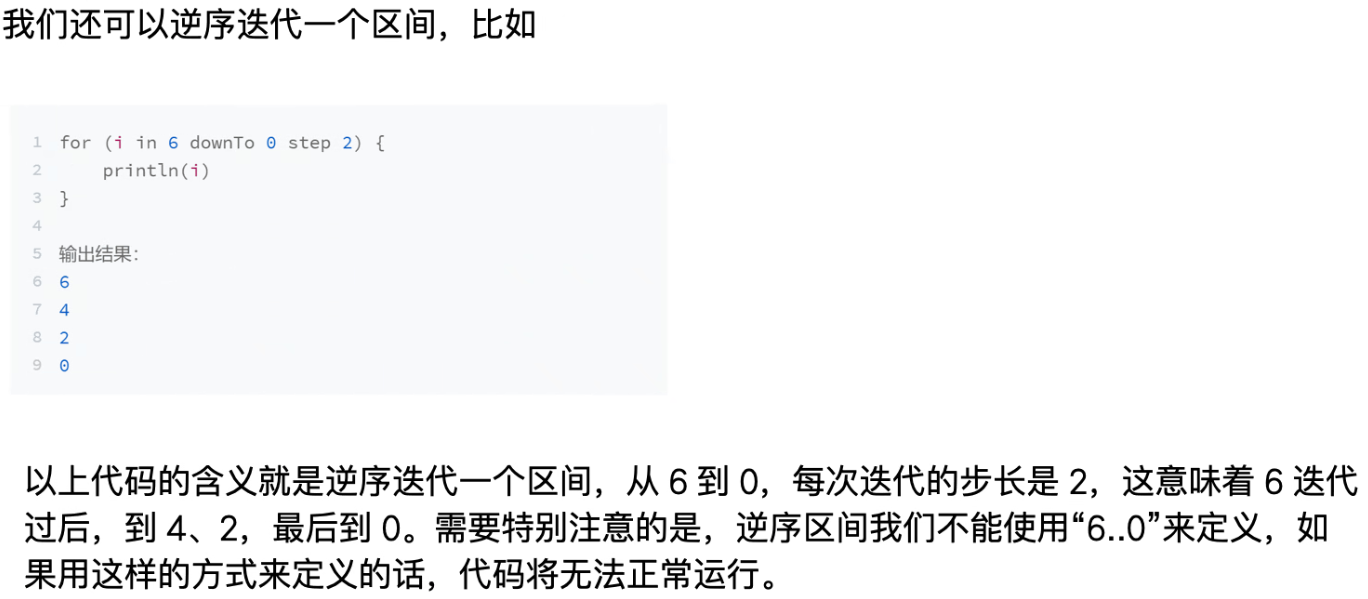 我们还可以逆序迭代一个区间，比如
1 for (i in 6 downTo 0 step 2) {
2     println(i)
3 }
4
5 输出结果：
6 6
7 4
8 2
9 0
以上代码的含义就是逆序迭代一个区间，从 6 到 0，每次迭代的步长是 2，这意味着 6 迭代
过后，到 4、2，最后到 0。需要特别注意的是，逆序区间我们不能使用“6..0”来定义，如
果用这样的方式来定义的话，代码将无法正常运行。